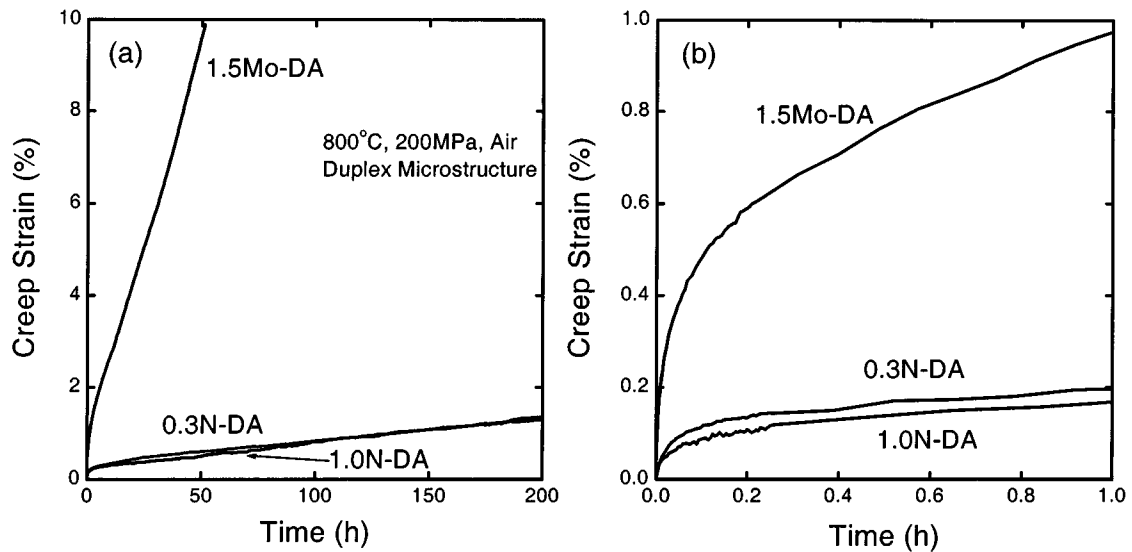 (a)
1.5Mo-DA
800°C, 200MPa, Air
Duplex Microstructure
0.3N-DA
1.0N-DA
Creep Strain (%)
10
8
6
4
2
0
0
50
100
150
200
Time (h)
(b)
1.5Mo-DA
0.3N-DA
1.0N-DA
Creep Strain (%)
1.0
0.8
0.6
0.4
0.2
0.0
0.0
0.2
0.4
0.6
0.8
1.0
Time (h)